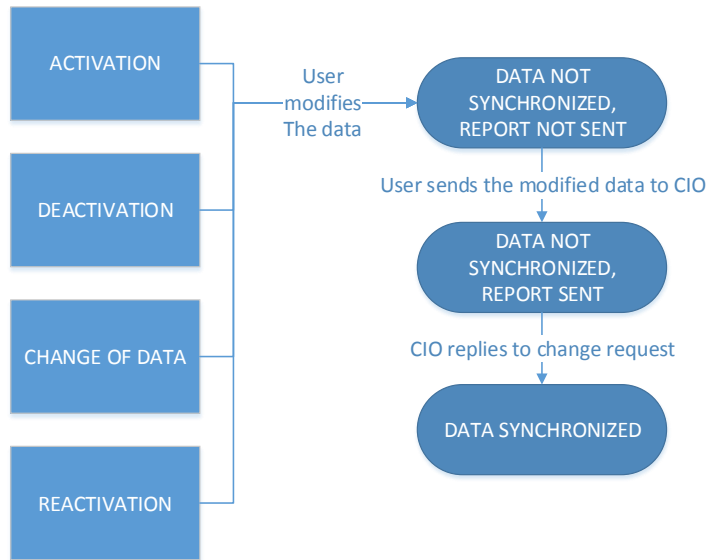 ACTIVATION
DEACTIVATION
CHANGE OF DATA
REACTIVATION
User
modifies
The data
DATA NOT
SYNCHRONIZED,
REPORT NOT SENT
User sends the modified data to CIO
DATA NOT
SYNCHRONIZED,
REPORT SENT
CIO replies to change request
DATA SYNCHRONIZED